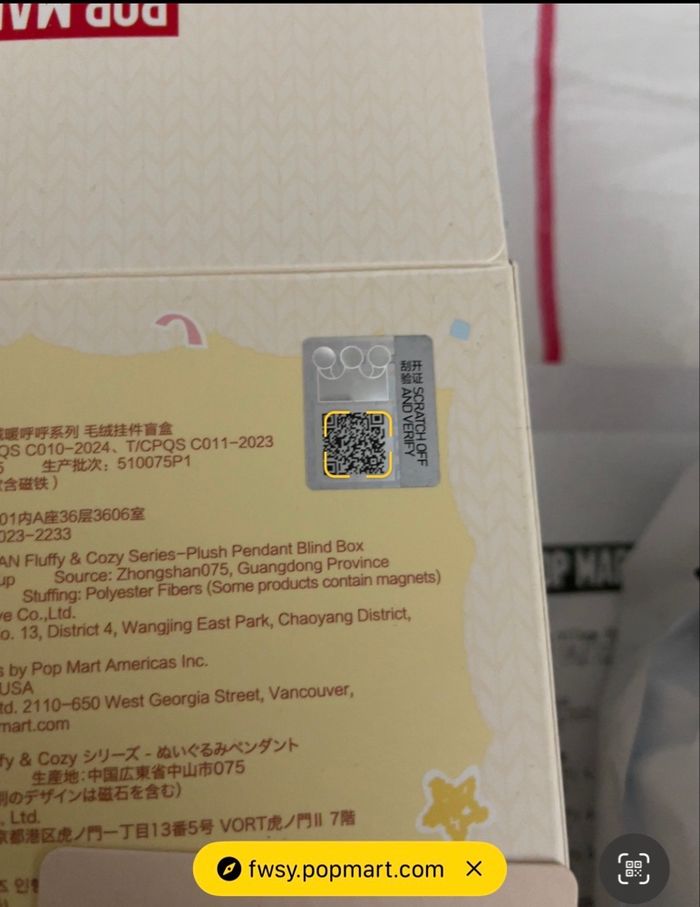 POP MA
刮开
验证
SCRATCH OFF
AND VERIFY
暖呼呼系列 毛绒挂件盲盒
QS C010-2024、T/CPQS C011-2023
生产批次：510075P1
含磁铁）
01内A座36层3606室
023-2233
AN Fluffy & Cozy Series-Plush Pendant Blind Box
up Source: Zhongshan075, Guangdong Province
Stuffing: Polyester Fibers (Some products contain magnets)
ve Co.,Ltd.
o. 13, District 4, Wangjing East Park, Chaoyang District,
s by Pop Mart Americas Inc.
USA
td. 2110-650 West Georgia Street, Vancouver,
mart.com
fy & Cozy シリーズ - ぬいぐるみペンダント
生産地:中国広東省中山市075
別のデザインは磁石を含む)
, Ltd.
京都港区虎ノ門一丁目13番5号 VORT虎ノ門II 7階
POP MAR
fwsy.popmart.com